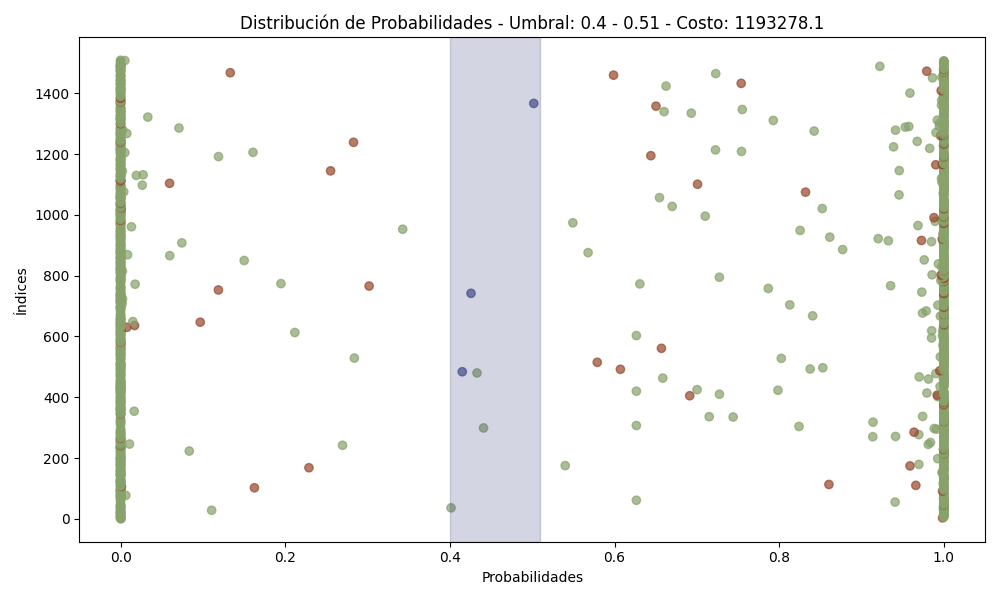 Distribución de Probabilidades - Umbral: 0.4 - 0.51 - Costo: 1193278.1
1400
1200
1000
800
600
400
200
0
Índices
0.0 0.2 0.4 0.6 0.8 1.0
Probabilidades